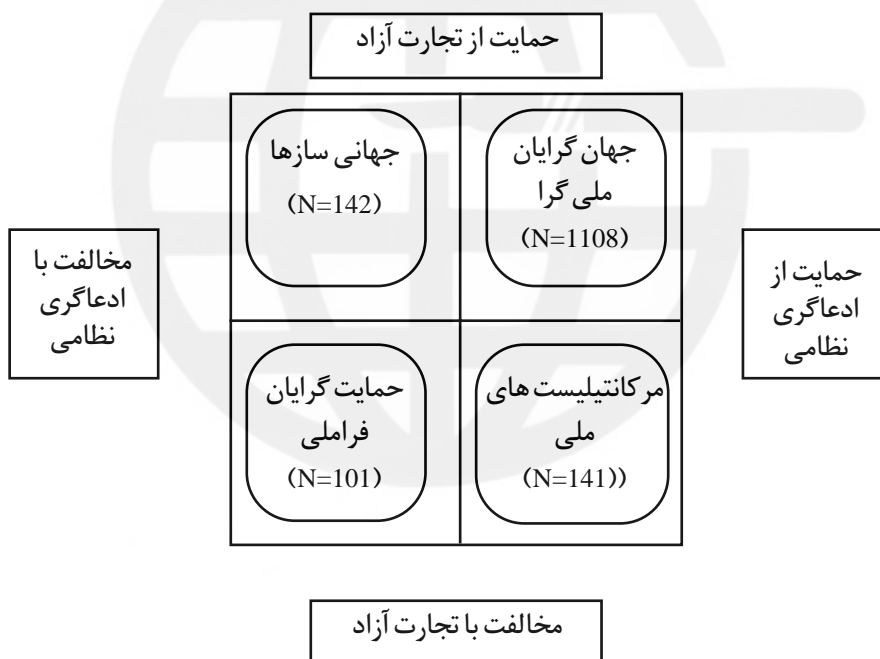 حمایت از تجارت آزاد
جهان گرایان
ملی گرا
(N=1108)
جهانی سازها
(N=142)
حمایت از
ادعاگری
نظامی
مخالفت با
ادعاگری
نظامی
مرکانتیلیست های
ملی
(N=141))
حمایت گرایان
فراملی
(N=101)
مخالفت با تجارت آزاد